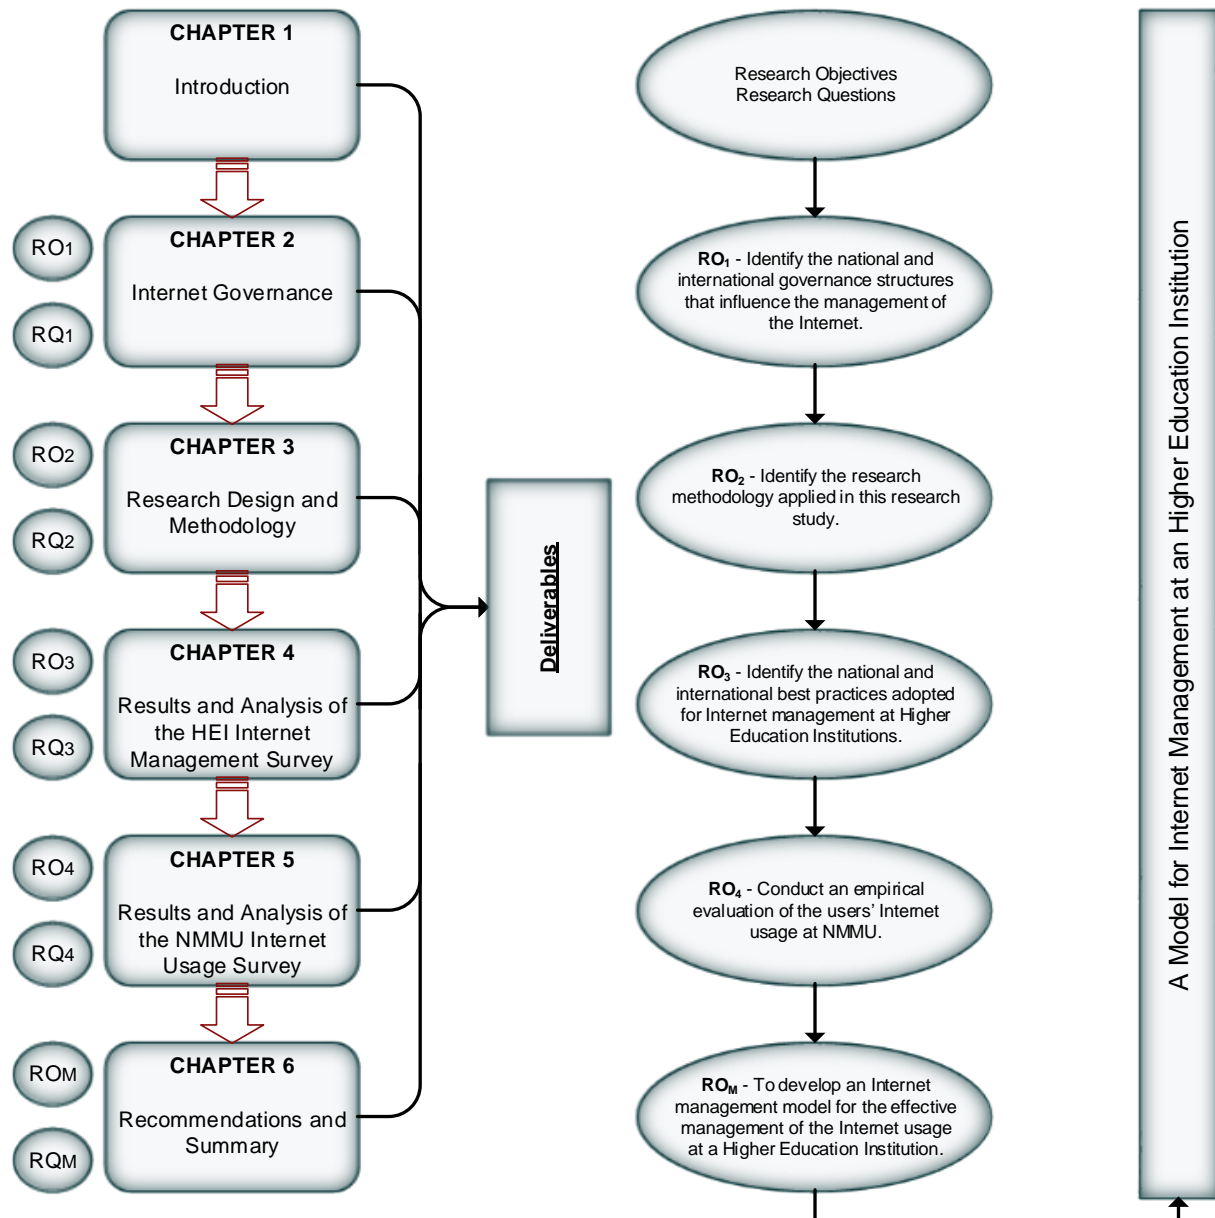 CHAPTER 1
Introduction
RO1
RQ1
CHAPTER 2
Internet Governance
RO2
RQ2
CHAPTER 3
Research Design and
Methodology
RO3
RQ3
CHAPTER 4
Results and Analysis of
the HEI Internet
Management Survey
RO4
RQ4
CHAPTER 5
Results and Analysis of
the NMMU Internet
Usage Survey
ROM
RQM
CHAPTER 6
Recommendations and
Summary
Deliverables
Research Objectives
Research Questions
RO1 - Identify the national and
international governance structures
that influence the management of
the Internet.
RO2 - Identify the research
methodology applied in this research
study.
RO3 - Identify the national and
international best practices adopted
for Internet management at Higher
Education Institutions.
RO4 - Conduct an empirical
evaluation of the users' Internet
usage at NMMU.
ROM - To develop an Internet
management model for the effective
management of the Internet usage
at a Higher Education Institution.
A Model for Internet Management at an Higher Education Institution